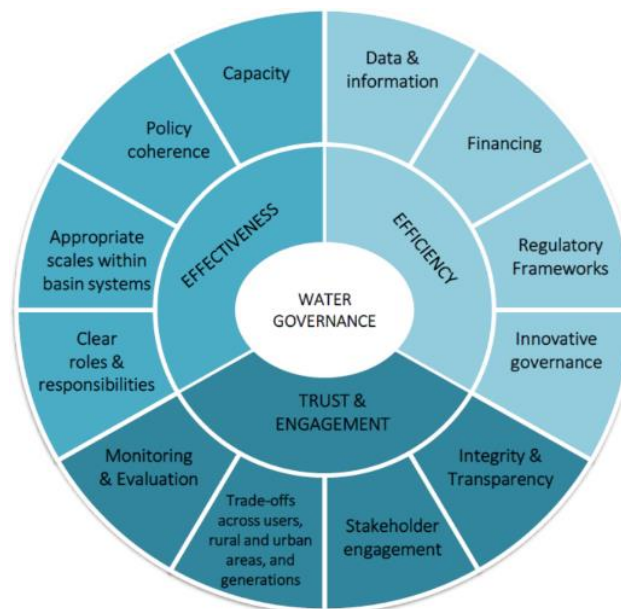 Capacity
Data &
information
Policy
coherence
Financing
EFFECTIVENESS
EFFICIENCY
Appropriate
scales within
basin systems
Regulatory
Frameworks
WATER
GOVERNANCE
Clear
roles &
responsibilities
Innovative
governance
TRUST &
ENGAGEMENT
Monitoring
& Evaluation
Integrity &
Transparency
Trade-offs
across users,
rural and urban
areas, and
generations
Stakeholder
engagement